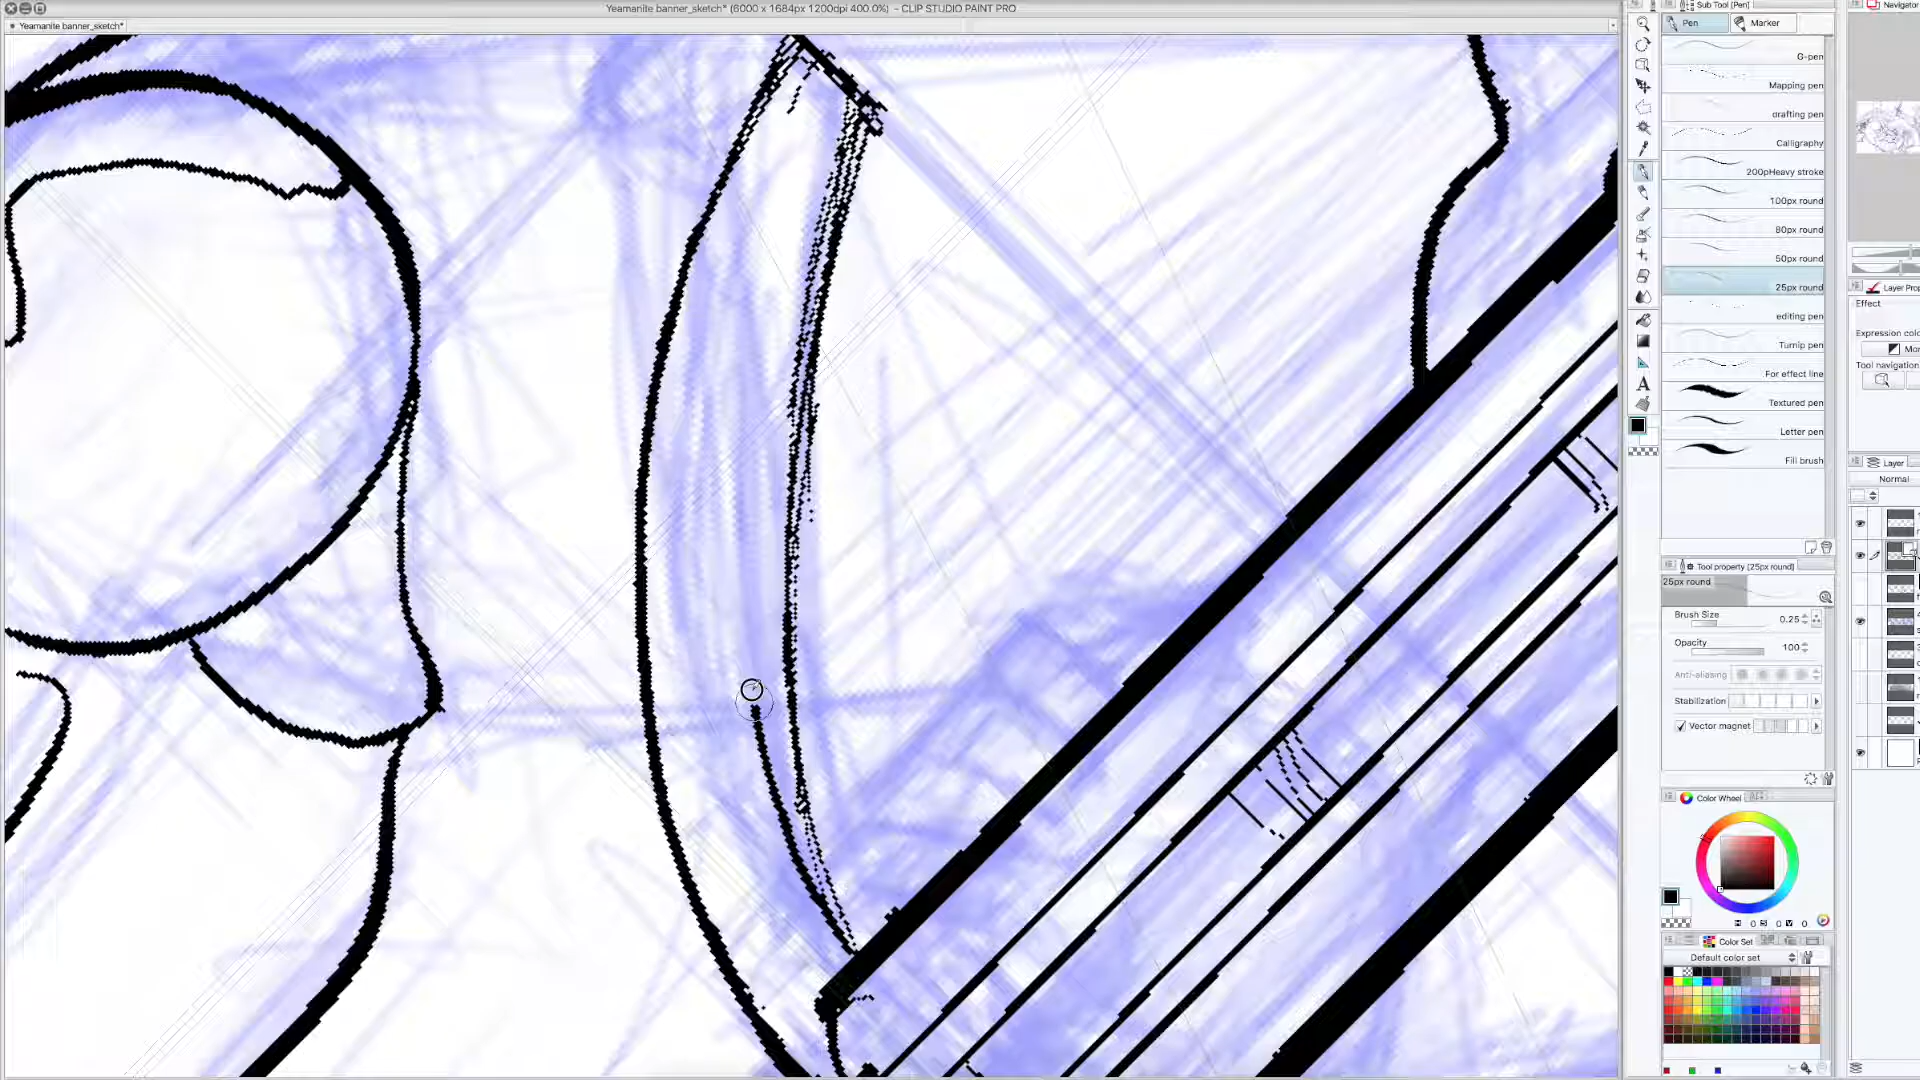 Yeamanite banner_sketch* (6000 x 1684px 1200dpi 400.0%) - CLIP STUDIO PAINT PRO
Yeamanite banner_sketch*
Sub Tool [Pen]
Navigator
Pen
Marker
G-pen
Mapping pen
drafting pen
Calligraphy
200pHeavy stroke
100px round
80px round
50px round
25px round
editing pen
Turnip pen
For effect line
Textured pen
Letter pen
Fill brush
Layer Prop
Effect
Expression colo
Mor
Tool navigation
Layer
Normal
Tool property [25px round]
25px round
Brush Size
0.25
Opacity
100
Anti-aliasing
Stabilization
Vector magnet
Color Wheel
0 0 0
Color Set
Default color set